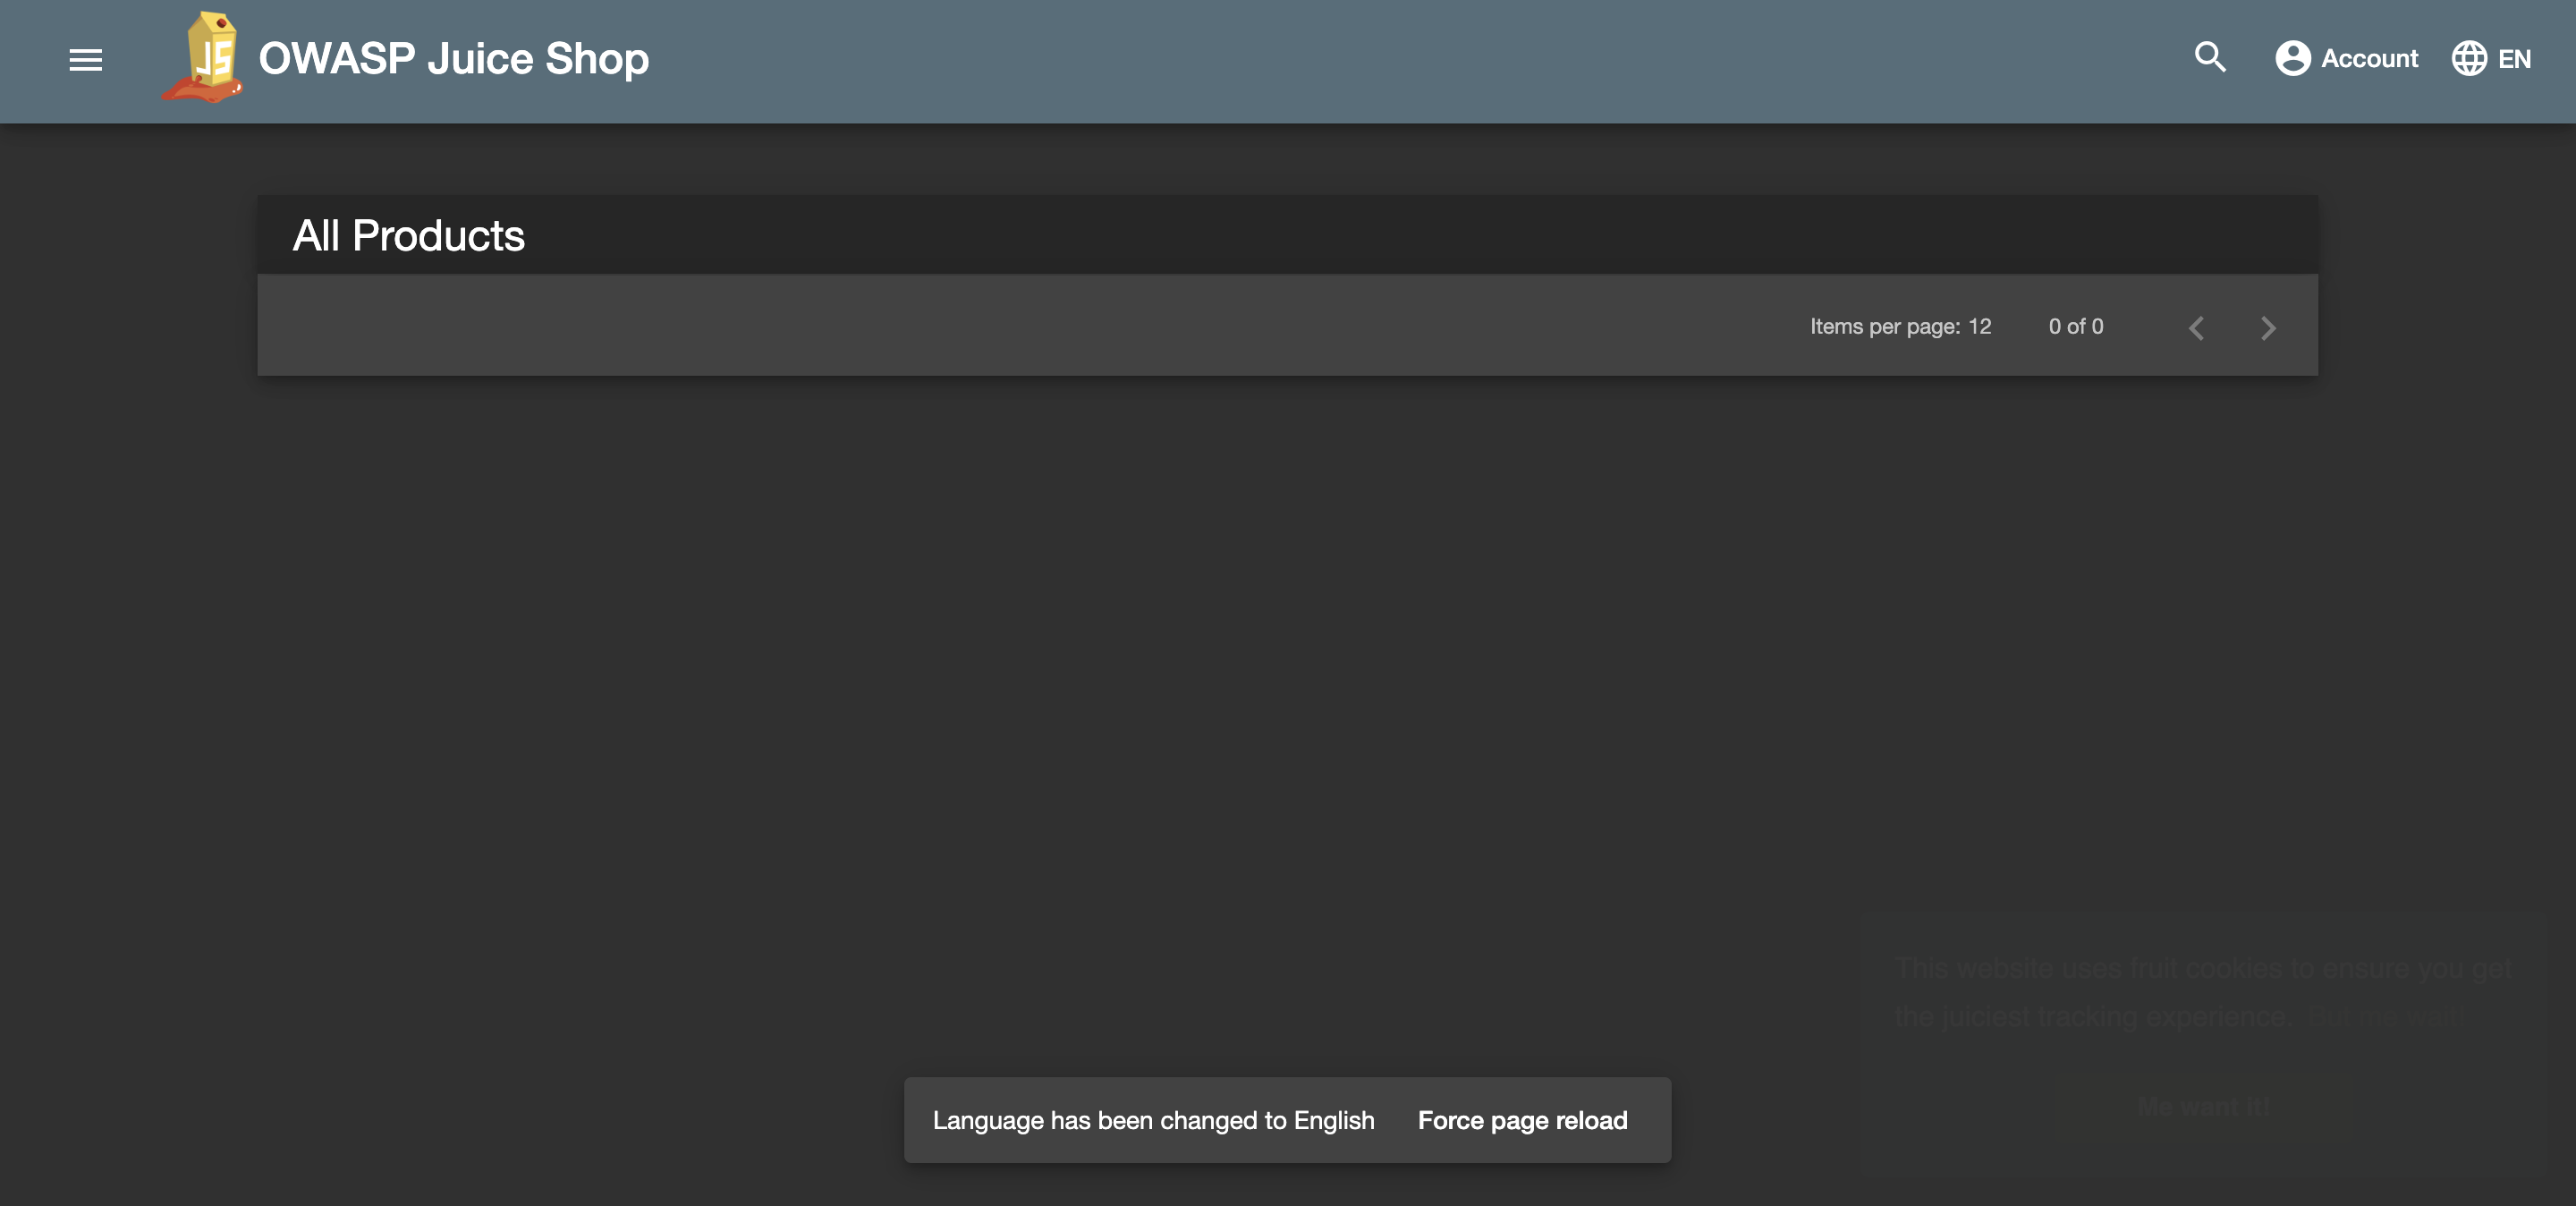 JS
OWASP Juice Shop
Account
EN
All Products
Items per page: 12
0 of 0
This website uses fruit cookies to ensure you get
the juiciest tracking experience. But me wait!
Me want it!
Language has been changed to English
Force page reload